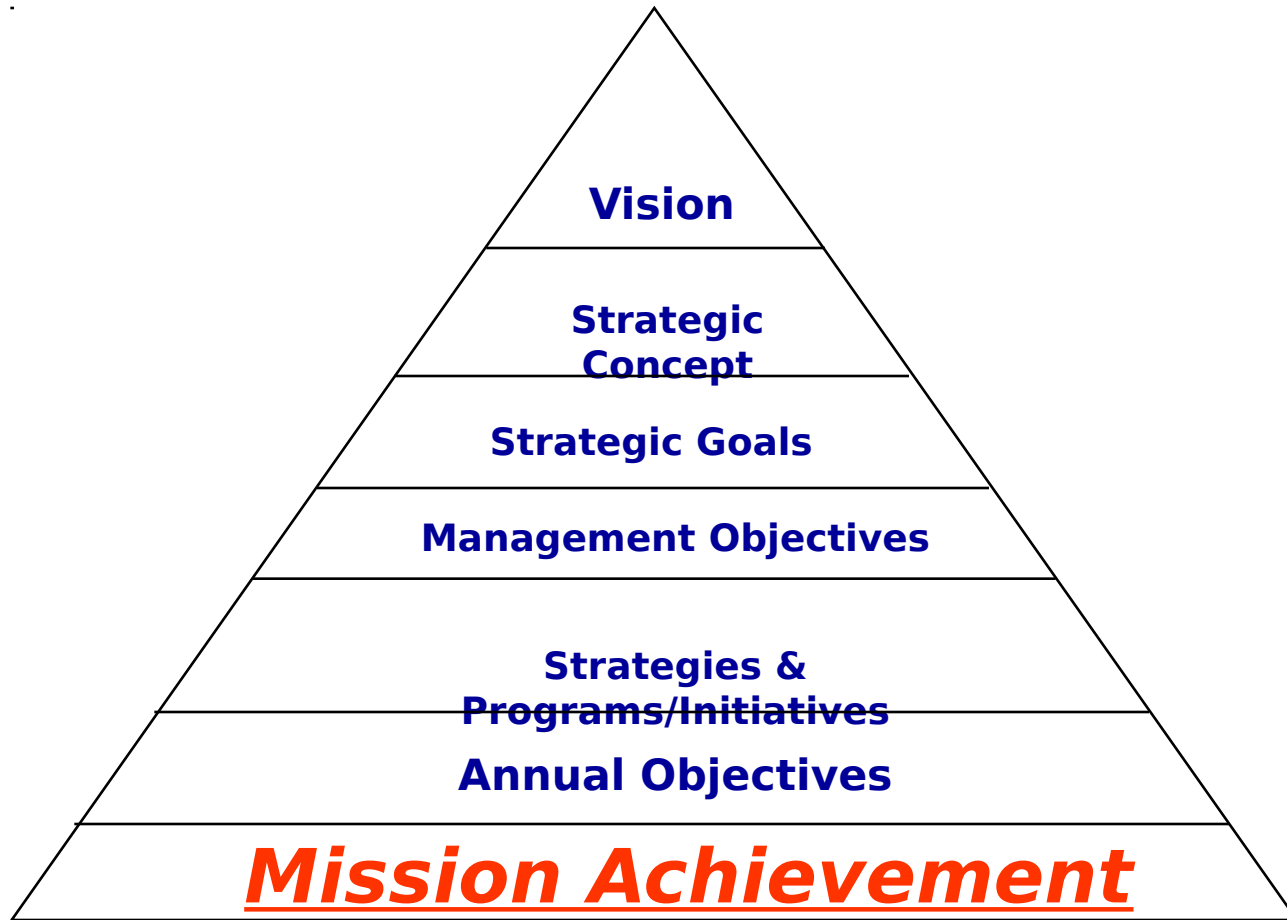 Vision
Strategic
Concept
Strategic Goals
Management Objectives
Strategies &
Programs/Initiatives
Annual Objectives
Mission Achievement